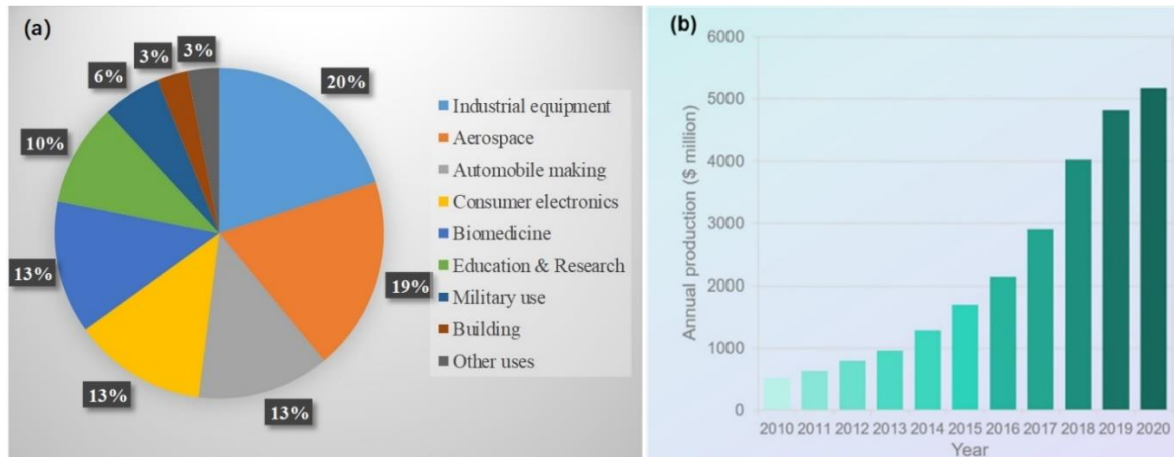 (a)
3%
3%
6%
20%
10%
13%
19%
13%
13%
Industrial equipment
Aerospace
Automobile making
Consumer electronics
Biomedicine
Education & Research
Military use
Building
Other uses
(b)
Annual production ($ million)
6000
5000
4000
3000
2000
1000
0
2010 2011 2012 2013 2014 2015 2016 2017 2018 2019 2020
Year